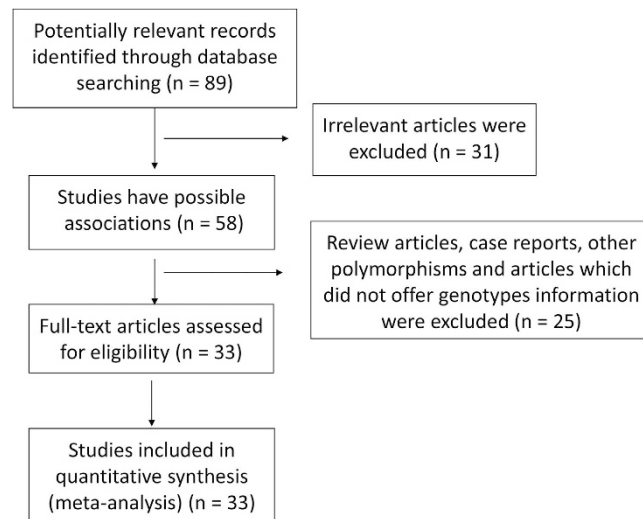 Potentially relevant records
identified through database
searching (n = 89)
Irrelevant articles were
excluded (n = 31)
Studies have possible
associations (n = 58)
Review articles, case reports, other
polymorphisms and articles which
did not offer genotypes information
were excluded (n = 25)
Full-text articles assessed
for eligibility (n = 33)
Studies included in
quantitative synthesis
(meta-analysis) n = 33)